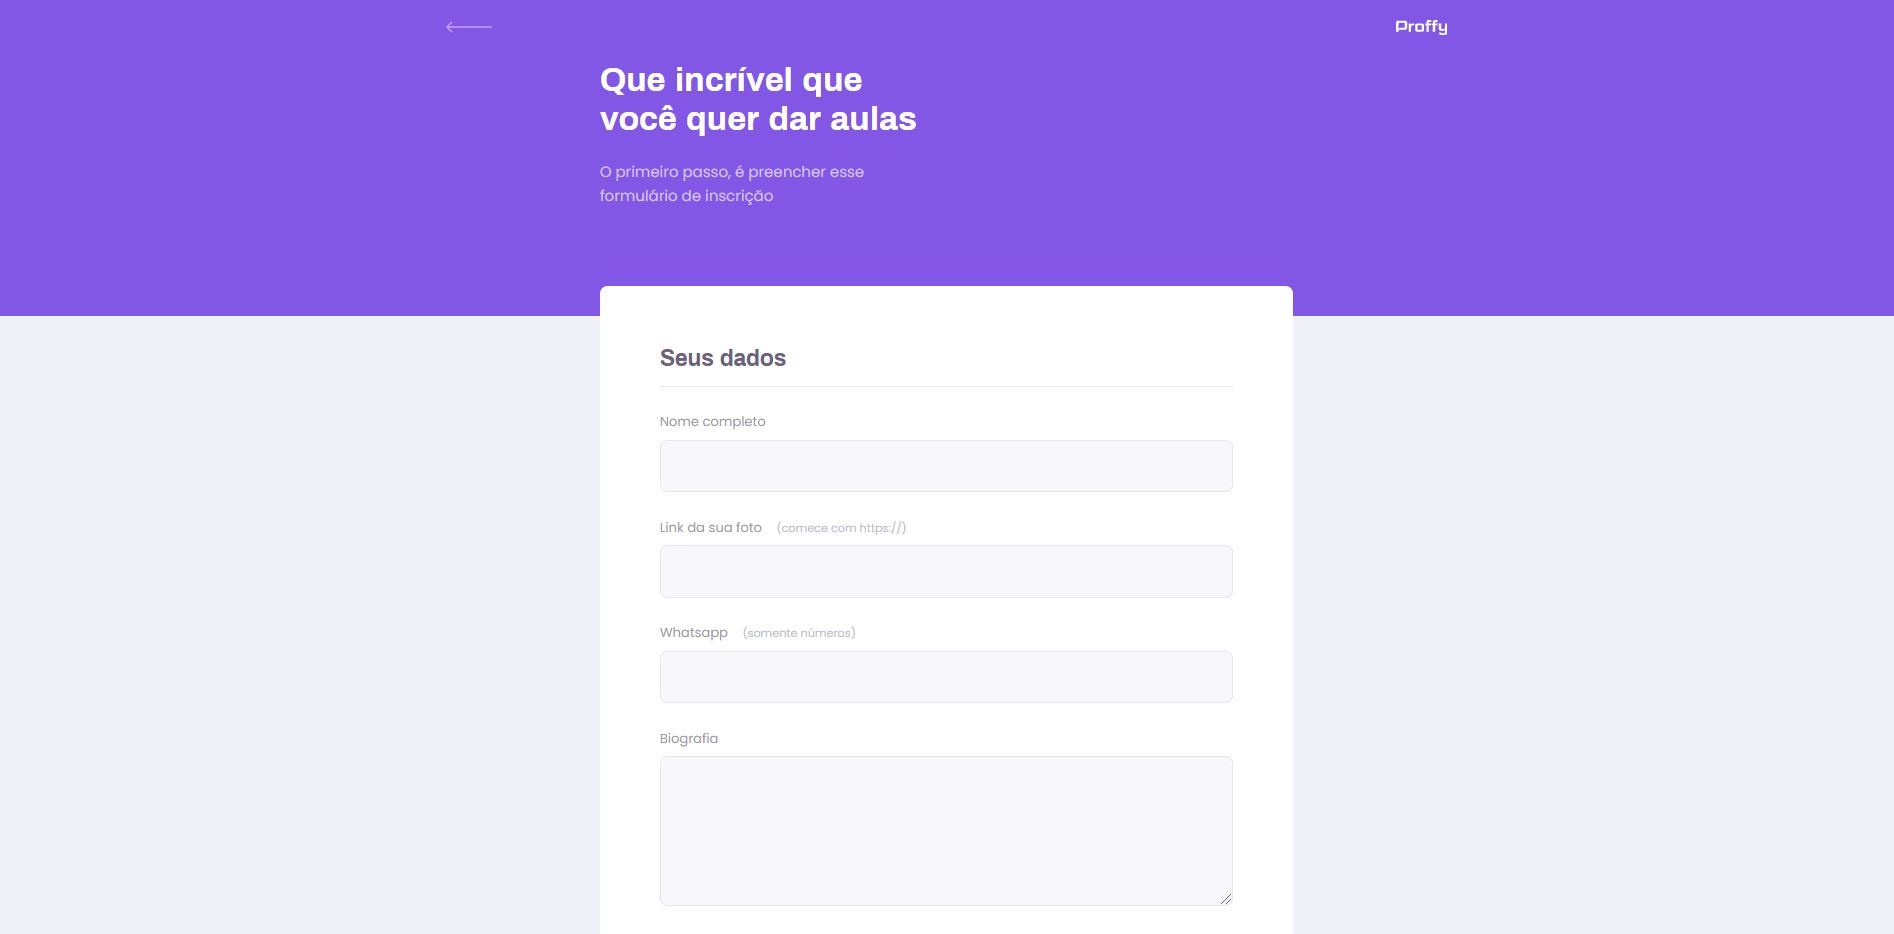 Proffy
Que incrível que
você quer dar aulas
O primeiro passo, é preencher esse
formulário de inscrição
Seus dados
Nome completo
Link da sua foto (comece com https://)
Whatsapp (somente números)
Biografia